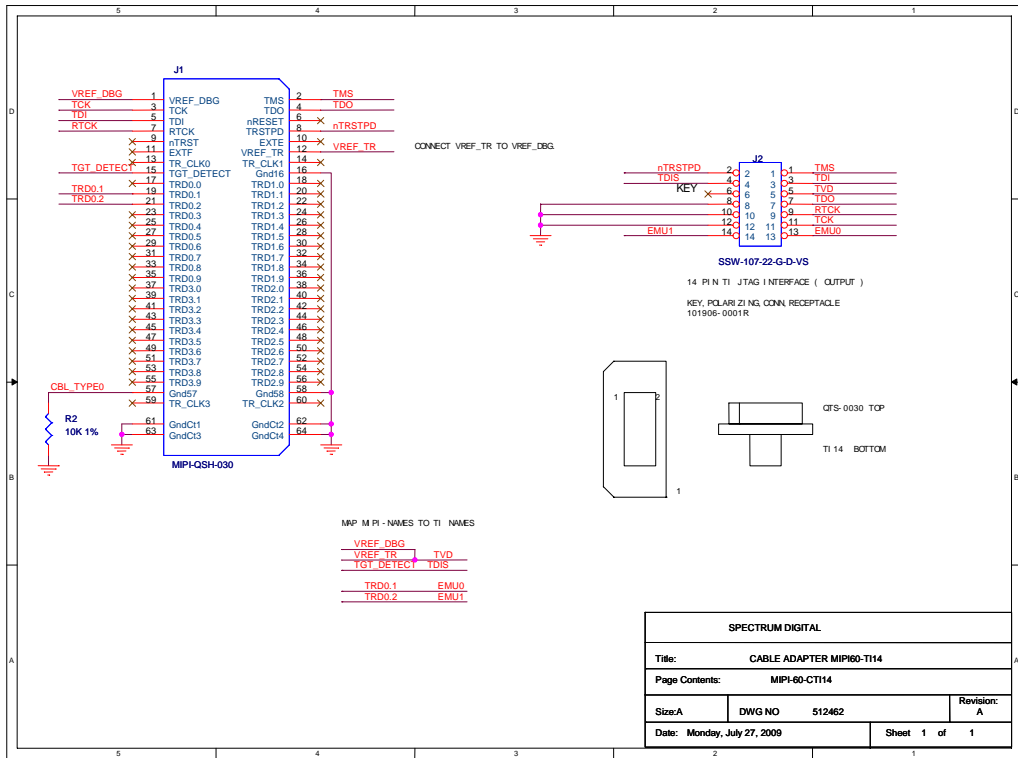 5 4 3 2 1
D
C
B
A
J1
VREF_DBG 1 VREF_DBG TMS 2 TMS
TCK 3 TCK TDO 4 TDO
TDI 5 TDI nRESET 6
RTCK 7 RTCK TRSTPD 8 nTRSTPD
9 nTRST EXTE 10
11 EXTF VREF_TR 12 VREF_TR
13 TR_CLK0 TR_CLK1 14
TGT_DETECT 15 TGT_DETECT Gnd16 16
17 TRD0.0 TRD1.0 18
TRD0.1 19 TRD0.1 TRD1.1 20
TRD0.2 21 TRD0.2 TRD1.2 22
23 TRD0.3 TRD1.3 24
25 TRD0.4 TRD1.4 26
27 TRD0.5 TRD1.5 28
29 TRD0.6 TRD1.6 30
31 TRD0.7 TRD1.7 32
33 TRD0.8 TRD1.8 34
35 TRD0.9 TRD1.9 36
37 TRD3.0 TRD2.0 38
39 TRD3.1 TRD2.1 40
41 TRD3.2 TRD2.2 42
43 TRD3.3 TRD2.3 44
45 TRD3.4 TRD2.4 46
47 TRD3.5 TRD2.5 48
49 TRD3.6 TRD2.6 50
51 TRD3.7 TRD2.7 52
53 TRD3.8 TRD2.8 54
55 TRD3.9 TRD2.9 56
CBL_TYPE0 57 Gnd57 Gnd58 58
59 TR_CLK3 TR_CLK2 60
61 GndCt1 GndCt2 62
63 GndCt3 GndCt4 64
R2
10K 1%
MIPI-QSH-030
CONNECT VREF_TR TO VREF_DBG.
J2
nTRSTPD 2 2 1 1 TMS
TDIS 4 4 3 3 TDI
KEY 6 6 5 5 TVD
8 8 7 7 TDO
10 10 9 9 RTCK
12 12 11 11 TCK
EMU1 14 14 13 13 EMU0
SSW-107-22-G-D-VS
14 PIN TI JTAG INTERFACE ( OUTPUT )
KEY, POLARIZING, CONN, RECEPTACLE
101906-0001R
1 2
1
QTS-0030 TOP
TI 14 BOTTOM
MAP MIPI-NAMES TO TI NAMES
VREF_DBG
VREF_TR TVD
TGT_DETECT TDIS
TRD0.1 EMU0
TRD0.2 EMU1
SPECTRUM DIGITAL
Title: CABLE ADAPTER MIPI60-TI14
Page Contents: MIPI-60-CTI14
Size:A DWG NO 512462 Revision: A
Date: Monday, July 27, 2009 Sheet 1 of 1
D
C
B
A
5 4 3 2 1